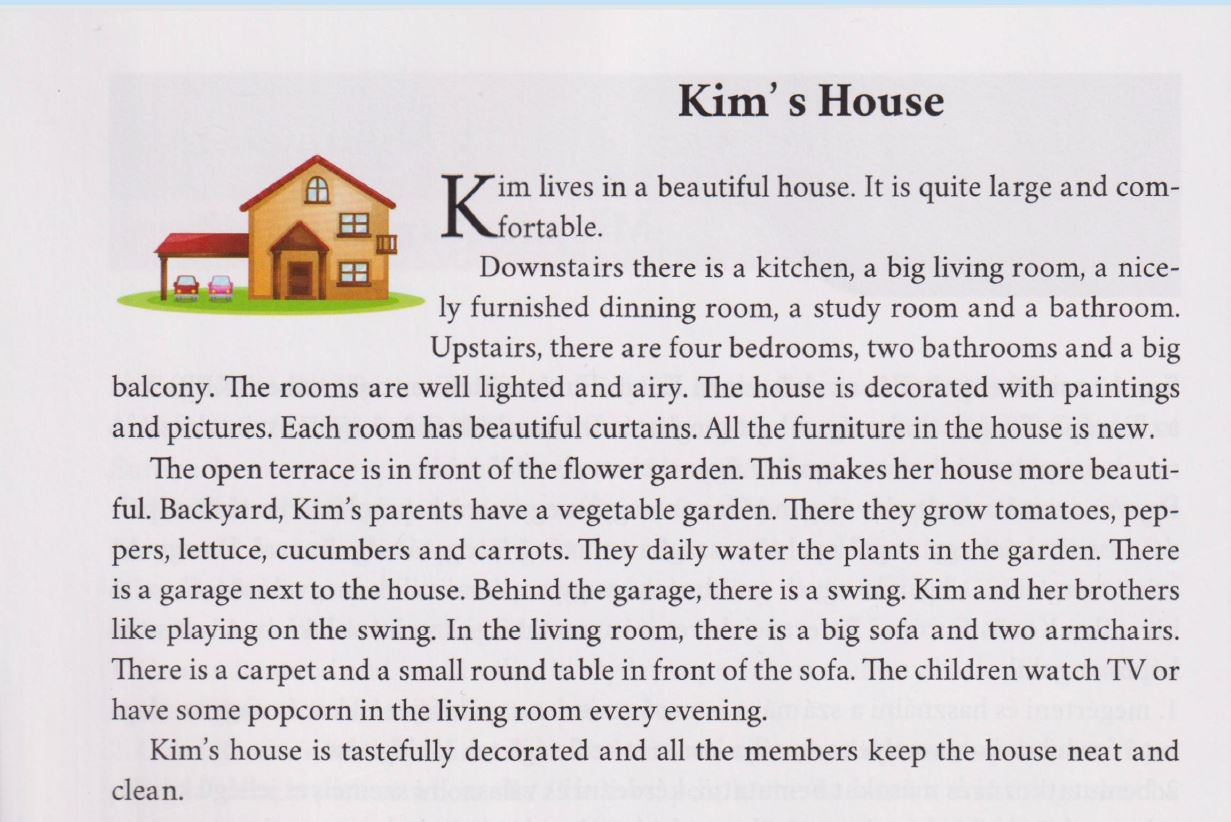 Kim's House
Kim lives in a beautiful house. It is quite large and com-
fortable.
Downstairs there is a kitchen, a big living room, a nice-
ly furnished dinning room, a study room and a bathroom.
Upstairs, there are four bedrooms, two bathrooms and a big
balcony. The rooms are well lighted and airy. The house is decorated with paintings
and pictures. Each room has beautiful curtains. All the furniture in the house is new.
The open terrace is in front of the flower garden. This makes her house more beauti-
ful. Backyard, Kim's parents have a vegetable garden. There they grow tomatoes, pep-
pers, lettuce, cucumbers and carrots. They daily water the plants in the garden. There
is a garage next to the house. Behind the garage, there is a swing. Kim and her brothers
like playing on the swing. In the living room, there is a big sofa and two armchairs.
There is a carpet and a small round table in front of the sofa. The children watch TV or
have some popcorn in the living room every evening.
Kim's house is tastefully decorated and all the members keep the house neat and
clean.